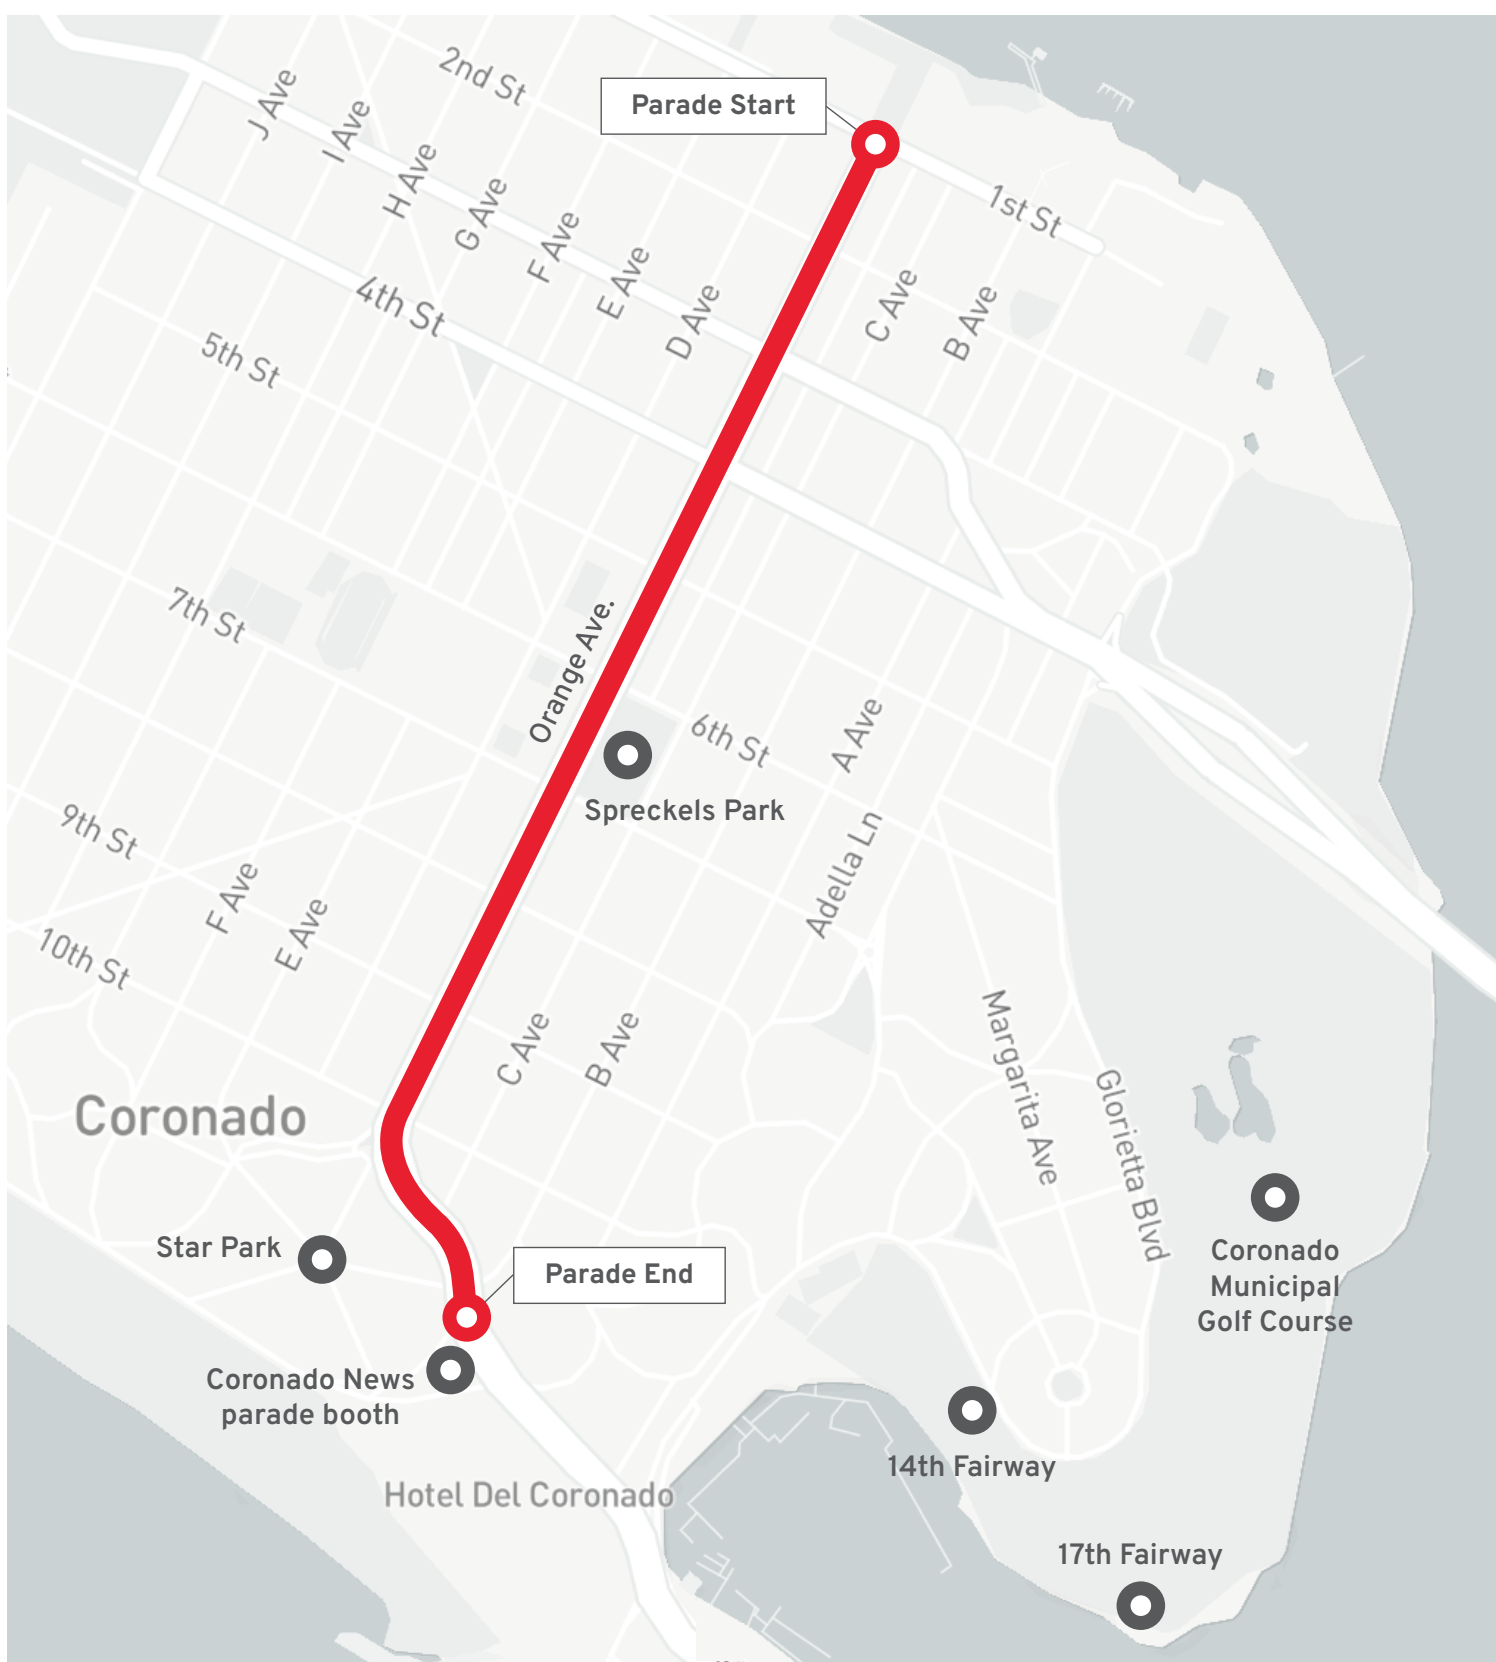 2nd St
J Ave
Parade Start
I Ave
H Ave
1st St
G Ave
F Ave
E Ave
4th St
D Ave
C Ave
B Ave
5th St
7th St
Orange Ave.
6th St
A Ave
Spreckels Park
9th St
Adella Ln
F Ave
E Ave
10th St
C Ave
B Ave
Margarita Ave
Coronado
Glorietta Blvd
Star Park
Parade End
Coronado
Municipal
Golf Course
Coronado News
parade booth
14th Fairway
Hotel Del Coronado
17th Fairway